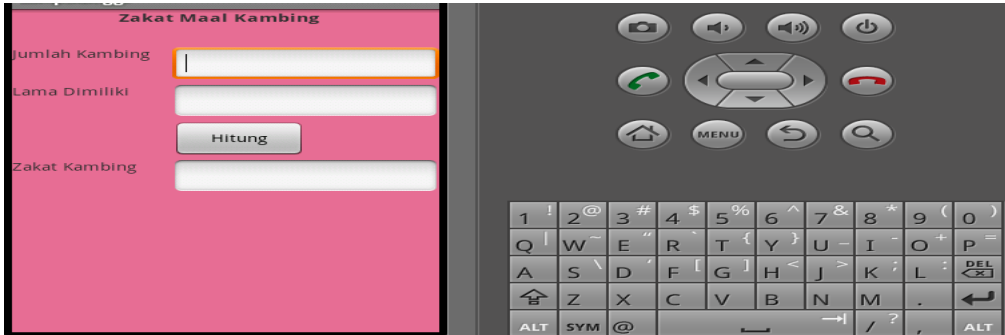 Zakat Maal Kambing
Jumlah Kambing
Lama Dimiliki
Hitung
Zakat Kambing
MENU
1 ! 2 @ 3 # 4 $ 5 % 6 ^ 7 & 8 * 9 ( 0 )
Q | W ~ E " R ` T { Y } U _ I - O + P =
A S \ D ' F [ G ] H < J > K ; L : DEL
Z X C V B N M .
ALT SYM @ / ? , ALT